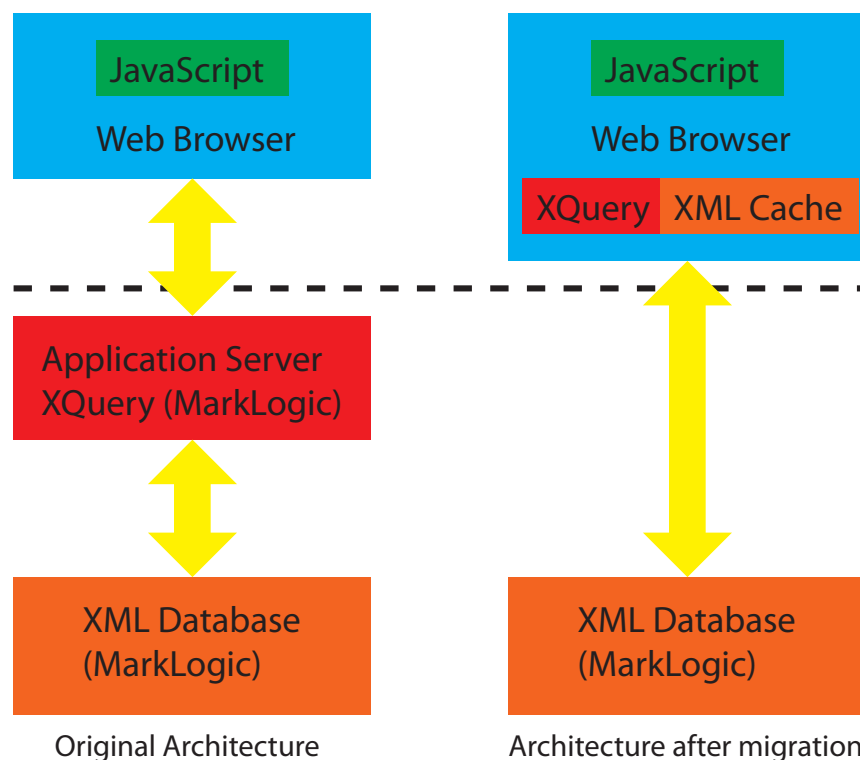 JavaScript
Web Browser
Application Server
XQuery (MarkLogic)
XML Database
(MarkLogic)
Original Architecture
JavaScript
Web Browser
XQuery XML Cache
XML Database
(MarkLogic)
Architecture after migration